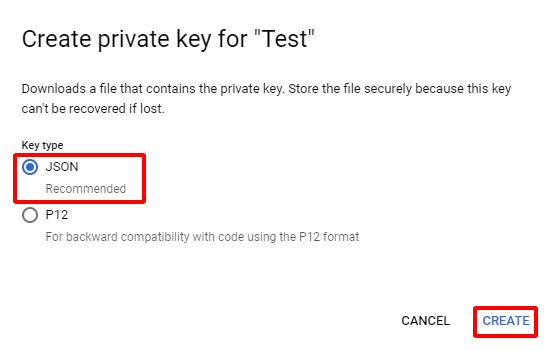 Create private key for "Test"
Downloads a file that contains the private key. Store the file securely because this key
can't be recovered if lost.
Key type
JSON
Recommended
P12
For backward compatibility with code using the P12 format
CANCEL CREATE